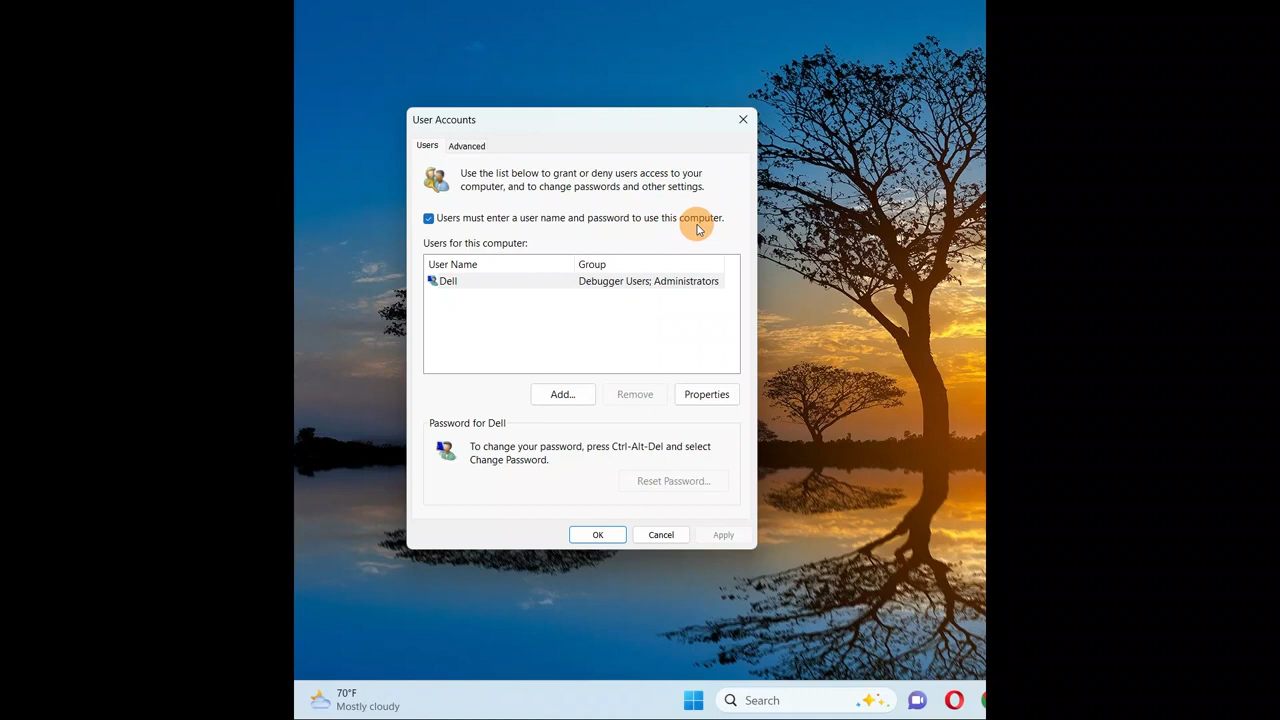 User Accounts
Users Advanced
Use the list below to grant or deny users access to your
computer, and to change passwords and other settings.
Users must enter a user name and password to use this computer.
Users for this computer:
User Name Group
Dell Debugger Users; Administrators
Add... Remove Properties
Password for Dell
To change your password, press Ctrl-Alt-Del and select
Change Password.
Reset Password...
OK Cancel Apply
70°F
Mostly cloudy
Search